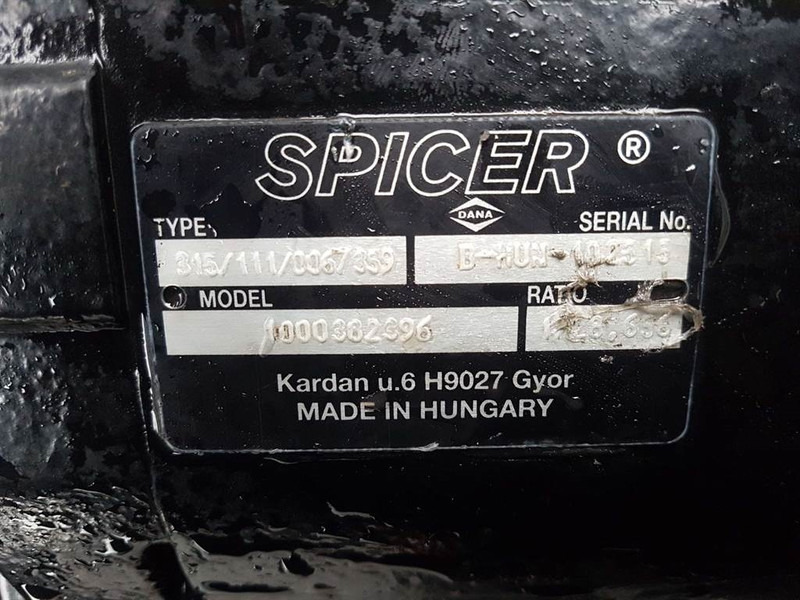 SPICER ®
DANA
TYPE SERIAL No.
315/111/0067359
MODEL RATIO
1000382396
Kardan u.6 H9027 Gyor
MADE IN HUNGARY